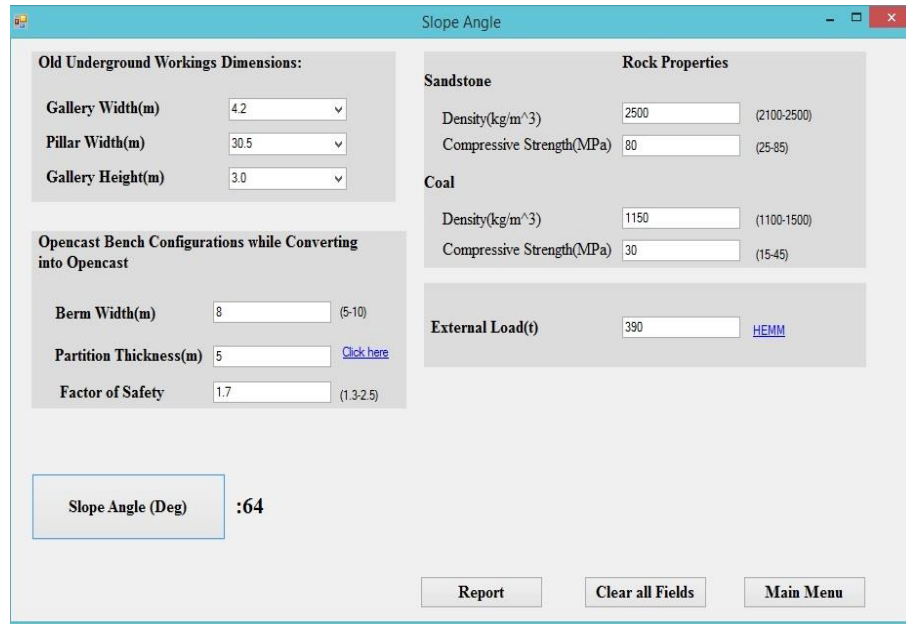 Slope Angle
Old Underground Workings Dimensions:
Gallery Width(m) 4.2
Pillar Width(m) 30.5
Gallery Height(m) 3.0
Opencast Bench Configurations while Converting
into Opencast
Berm Width(m) 8 (5-10)
Partition Thickness(m) 5 Click here
Factor of Safety 1.7 (1.3-2.5)
Rock Properties
Sandstone
Density(kg/m^3) 2500 (2100-2500)
Compressive Strength(MPa) 80 (25-85)
Coal
Density(kg/m^3) 1150 (1100-1500)
Compressive Strength(MPa) 30 (15-45)
External Load(t) 390 HEMM
Slope Angle (Deg) :64
Report Clear all Fields Main Menu